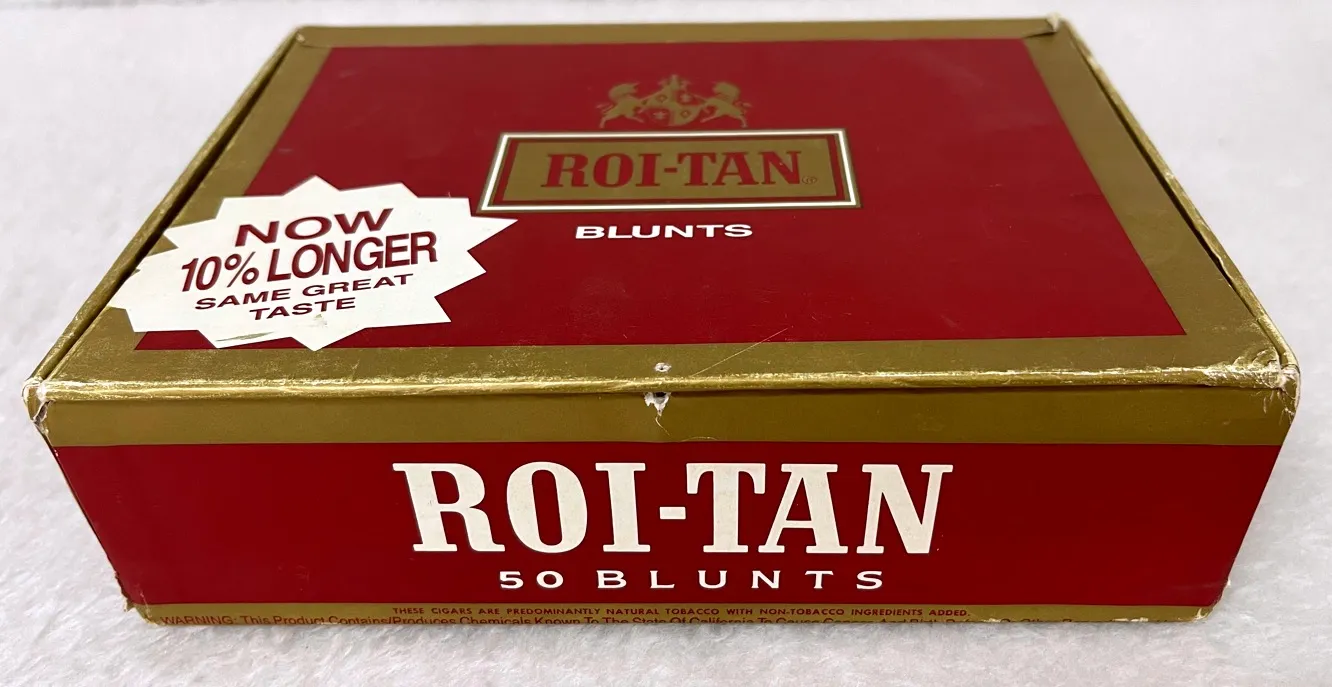 ROI-TAN
BLUNTS
NOW
10% LONGER
SAME GREAT
TASTE
ROI-TAN
50 BLUNTS
THESE CIGARS ARE PREDOMINANTLY NATURAL TOBACCO WITH NON-TOBACCO INGREDIENTS ADDED.
WARNING: This Product Contains/Produces Chemicals Known To The State Of California To Cause Cancer And Birth